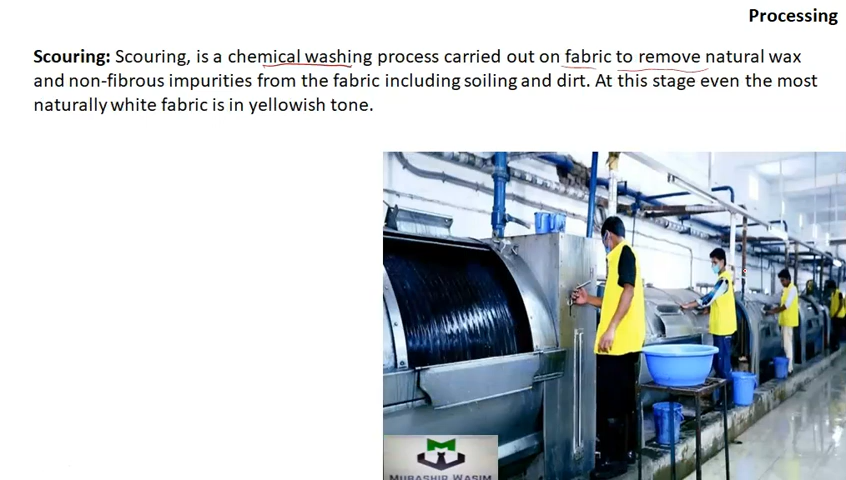 Processing
Scouring: Scouring, is a chemical washing process carried out on fabric to remove natural wax
and non-fibrous impurities from the fabric including soiling and dirt. At this stage even the most
naturally white fabric is in yellowish tone.
MUBASHIR WASIM